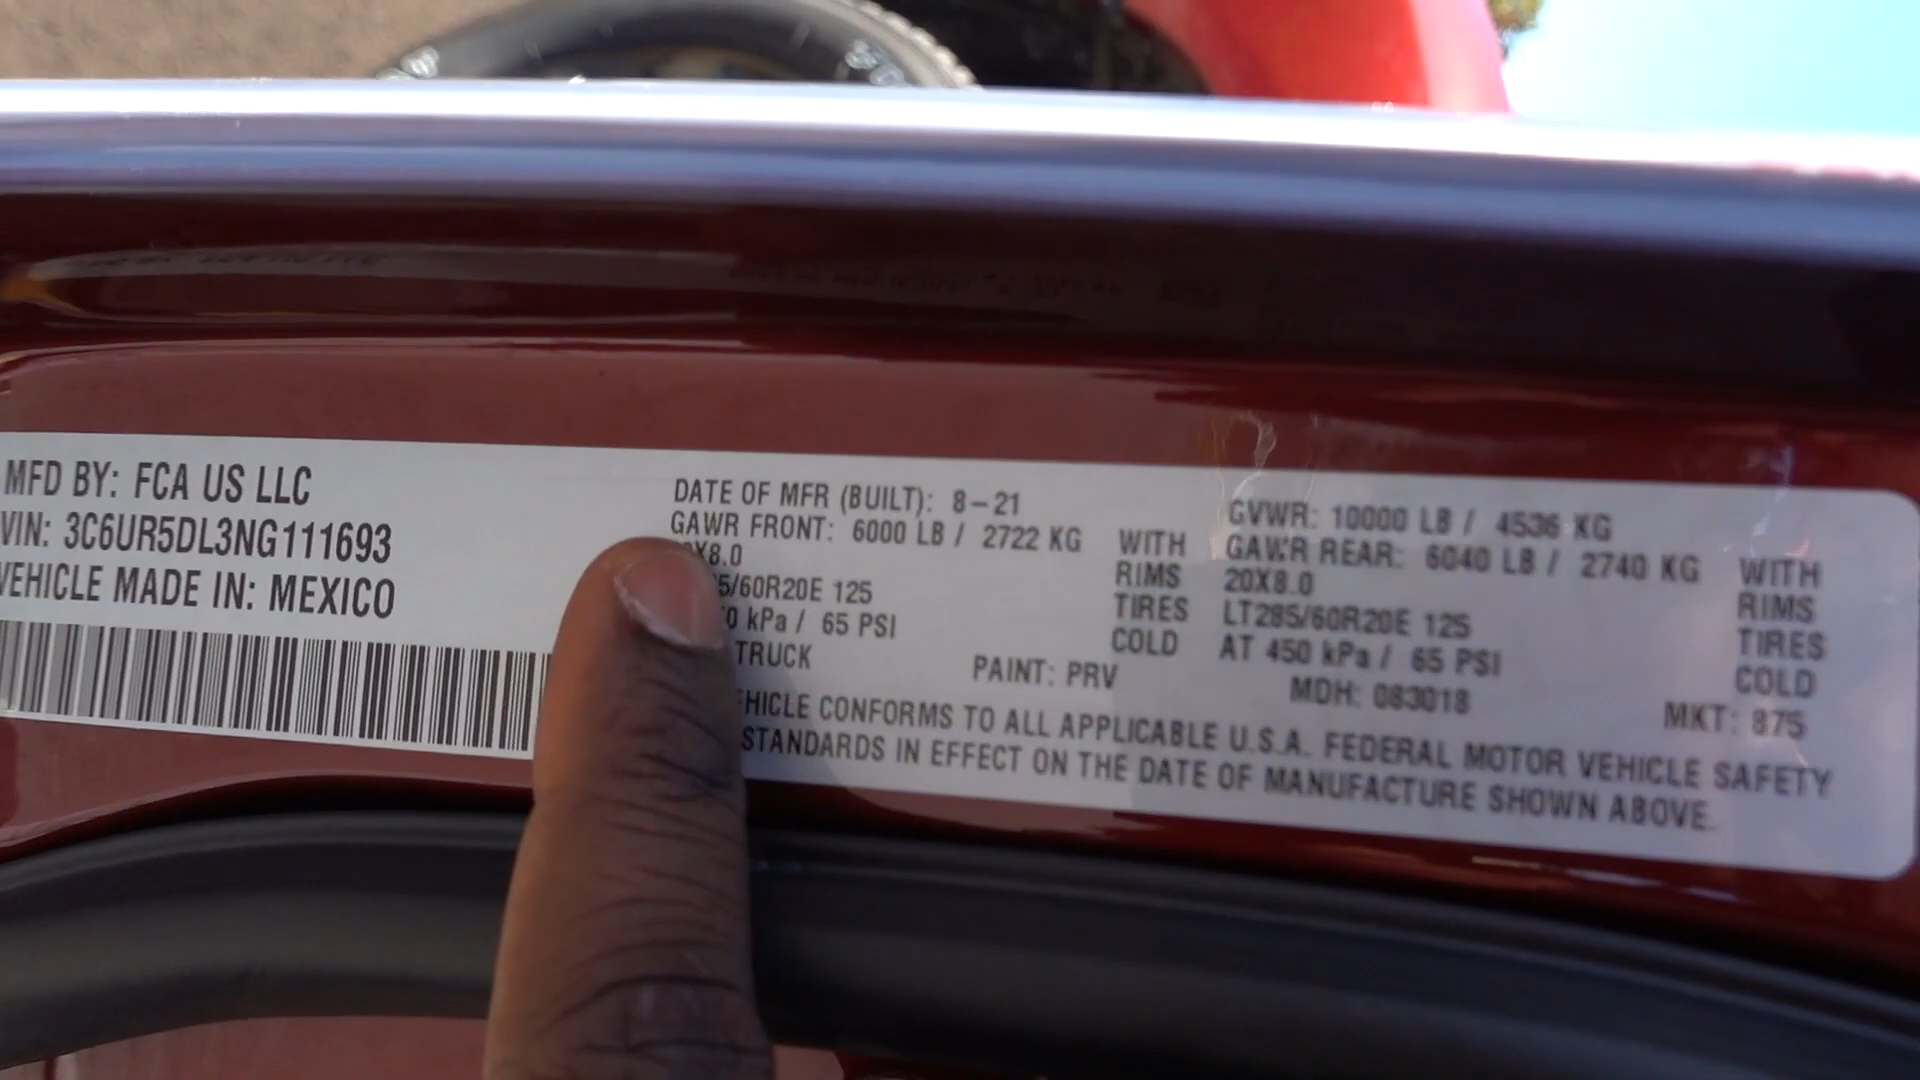 MFD BY: FCA US LLC
VIN: 3C6UR5DL3NG111693
VEHICLE MADE IN: MEXICO
DATE OF MFR (BUILT): 8-21
GAWR FRONT: 6000 LB / 2722 KG WITH
X8.0 RIMS
5/60R20E 125 TIRES
0 kPa / 65 PSI COLD
TRUCK PAINT: PRV
GVWR: 10000 LB / 4536 KG
GAWR REAR: 6040 LB / 2740 KG WITH
20X8.0 RIMS
LT285/60R20E 125 TIRES
AT 450 kPa / 65 PSI COLD
MDH: 083018 MKT: 875
HICLE CONFORMS TO ALL APPLICABLE U.S.A. FEDERAL MOTOR VEHICLE SAFETY
STANDARDS IN EFFECT ON THE DATE OF MANUFACTURE SHOWN ABOVE.